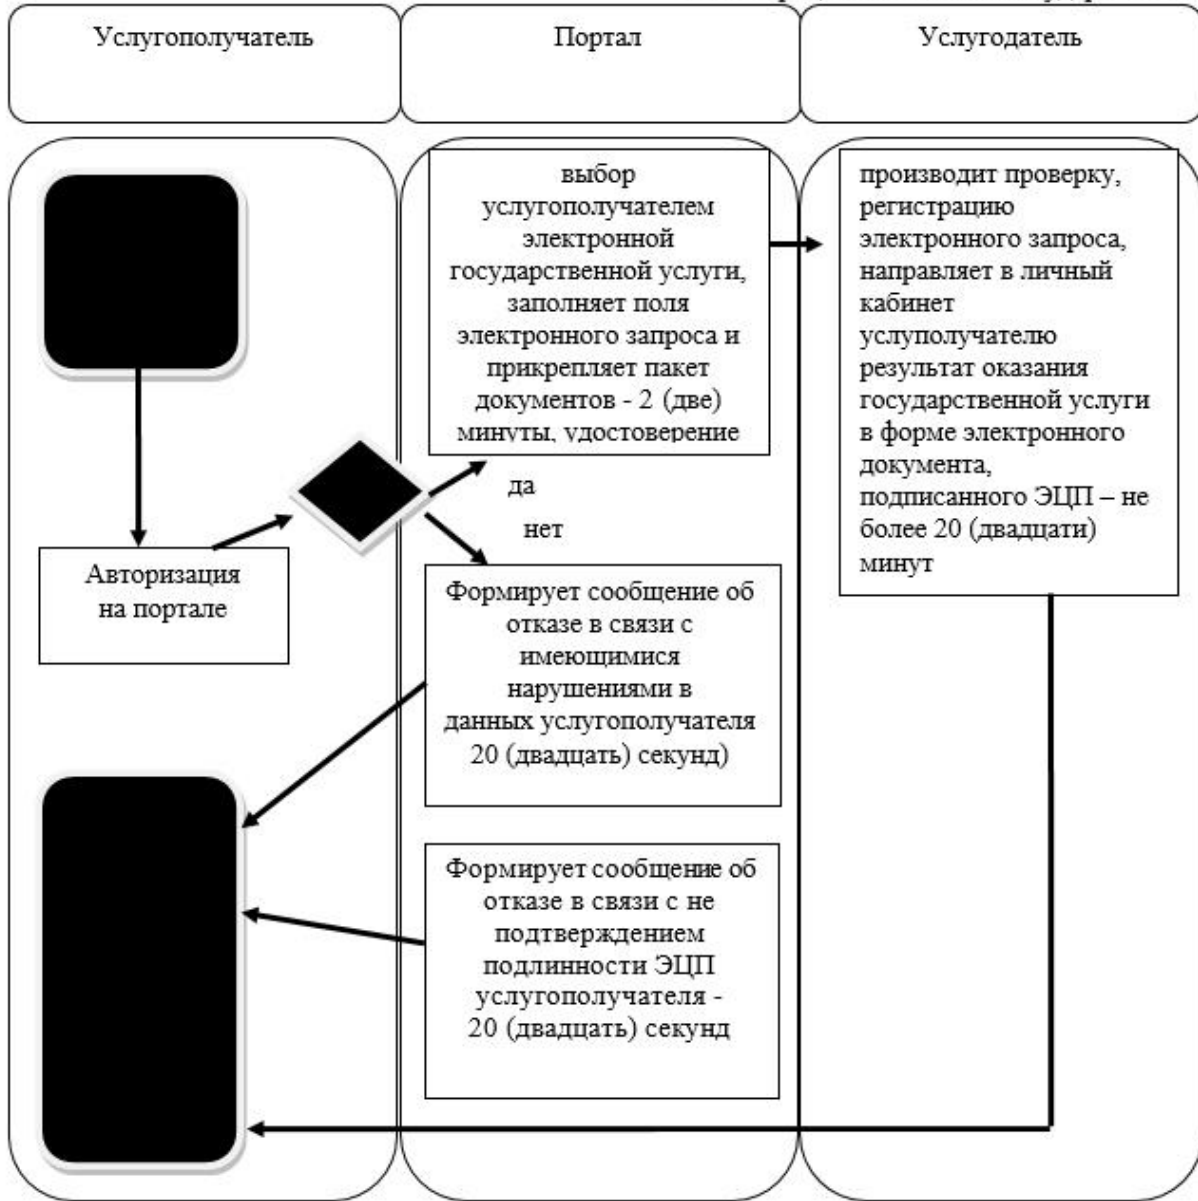 Услугополучатель
Портал
Услугодатель
выбор
услугополучателем
электронной
государственной услуги,
заполняет поля
электронного запроса и
прикрепляет пакет
документов - 2 (две)
минуты, удостоверение
производит проверку,
регистрацию
электронного запроса,
направляет в личный
кабинет
услуполучателю
результат оказания
государственной услуги
в форме электронного
документа,
подписанного ЭЦП – не
более 20 (двадцати)
минут
да
нет
Авторизация
на портале
Формирует сообщение об
отказе в связи с
имеющимися
нарушениями в
данных услугополучателя
20 (двадцать) секунд)
Формирует сообщение об
отказе в связи с не
подтверждением
подлинности ЭЦП
услугополучателя -
20 (двадцать) секунд